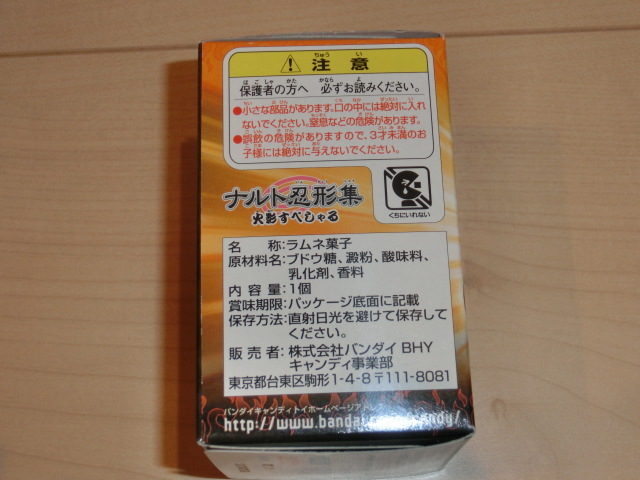 注意
保護者の方へ 必ずお読みください。
●小さな部品があります。口の中には絶対に入れ
ないでください。窒息などの危険があります。
●誤飲の危険がありますので、3才未満のお
子様には絶対に与えないでください。
ナルト忍形集
火影すぺしゃる
くちにいれない
名称:ラムネ菓子
原材料名:ブドウ糖、澱粉、酸味料、
乳化剤、香料
内容量:1個
賞味期限:パッケージ底面に記載
保存方法:直射日光を避けて保存して
ください。
販売者:株式会社バンダイ BHY
キャンディ事業部
東京都台東区駒形1-4-8 〒111-8081
バンダイキャンディトイホームページアドレス
http://www.bandai